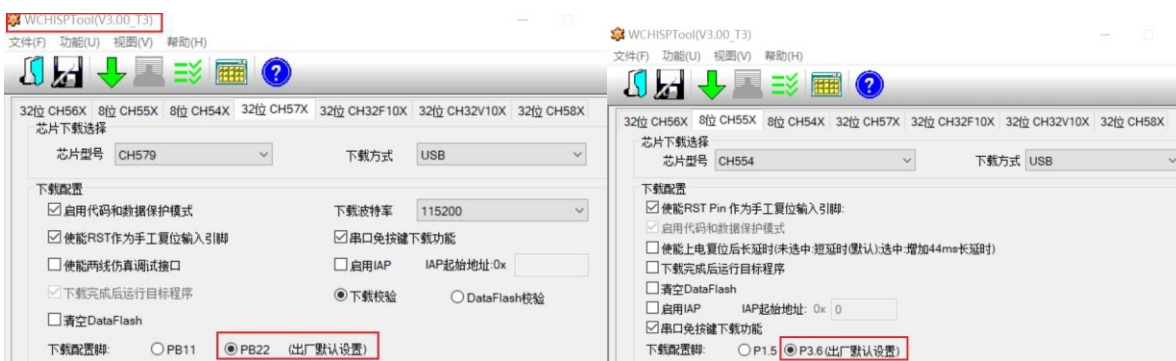 WCHISPTool(V3.00_T3)
文件(F) 功能(U) 视图(V) 帮助(H)
32位 CH56X 8位 CH55X 8位 CH54X 32位 CH57X 32位 CH32F10X 32位 CH32V10X 32位 CH58X
芯片下载选择
芯片型号 CH579 下载方式 USB
下载配置
启用代码和数据保护模式 下载波特率 115200
使能RST作为手工复位输入引脚 串口免按键下载功能
使能两线仿真调试接口 启用IAP IAP起始地址:0x
下载完成后运行目标程序 下载校验 DataFlash校验
清空DataFlash
下载配置脚: PB11 PB22 (出厂默认设置)
WCHISPTool(V3.00_T3)
文件(F) 功能(U) 视图(V) 帮助(H)
32位 CH56X 8位 CH55X 8位 CH54X 32位 CH57X 32位 CH32F10X 32位 CH32V10X 32位 CH58X
芯片下载选择
芯片型号 CH554 下载方式 USB
下载配置
使能RST Pin 作为手工复位输入引脚:
启用代码和数据保护模式
使能上电复位后长延时(未选中:短延时(默认);选中:增加44ms长延时)
下载完成后运行目标程序
清空DataFlash
启用IAP IAP起始地址: 0x 0
串口免按键下载功能
下载配置脚: P1.5 P3.6(出厂默认设置)